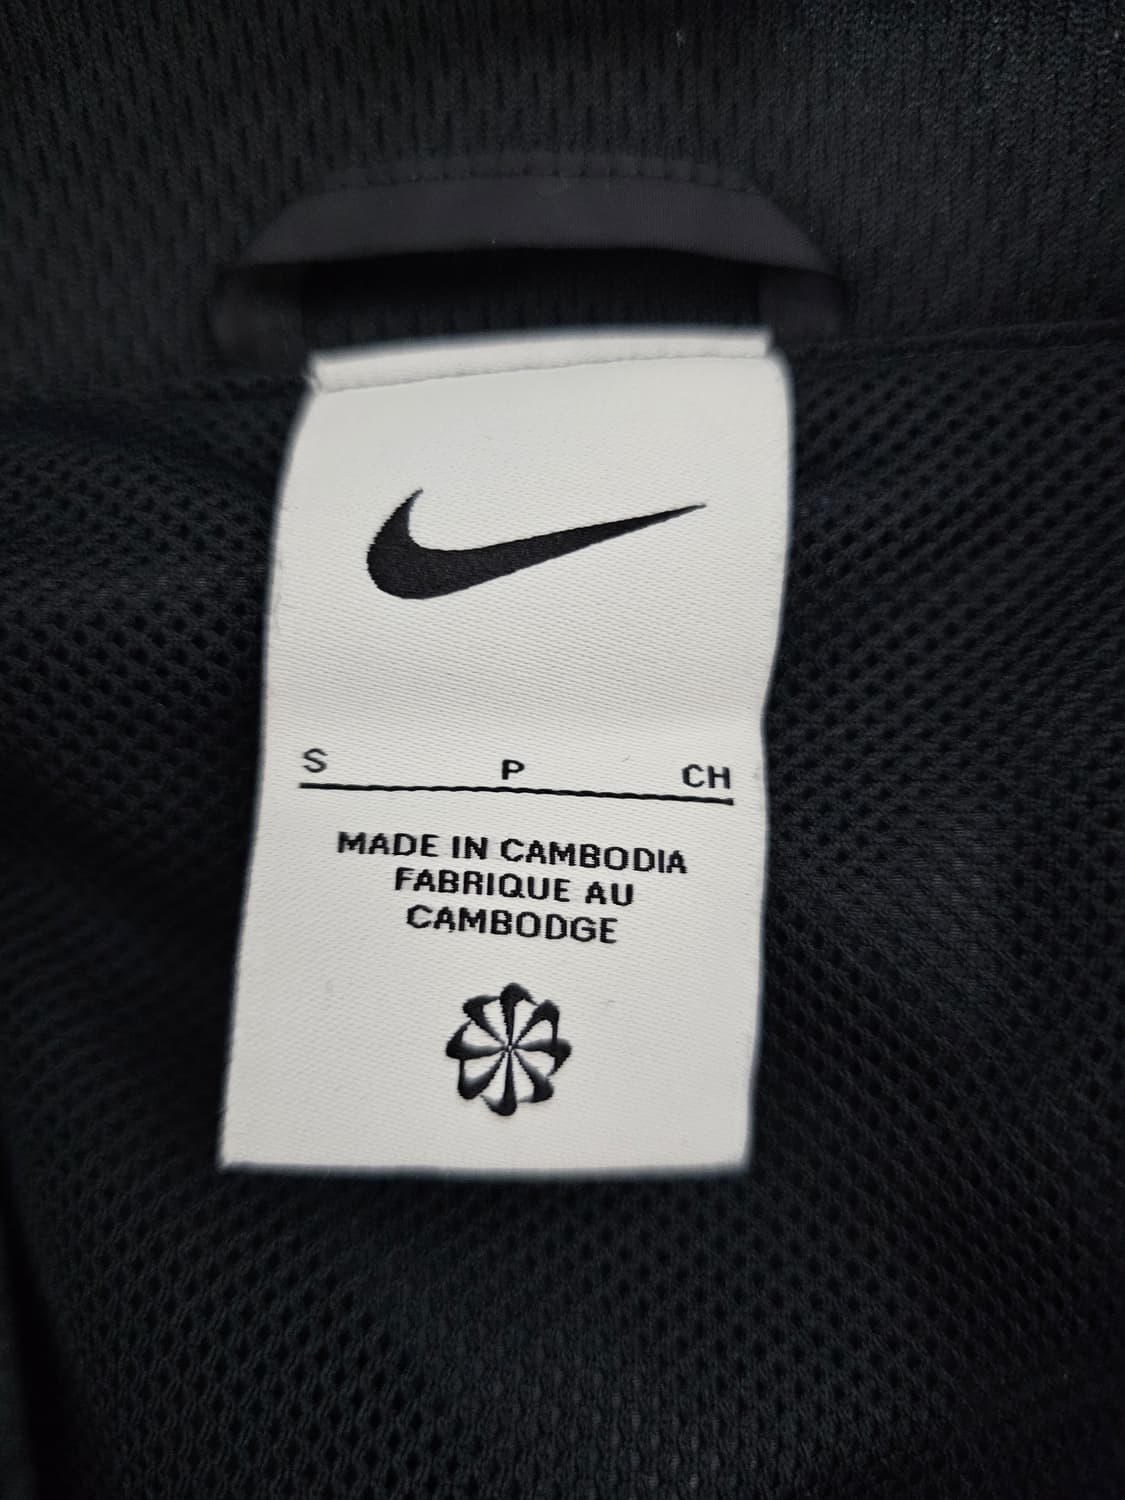 S P CH
MADE IN CAMBODIA
FABRIQUE AU
CAMBODGE